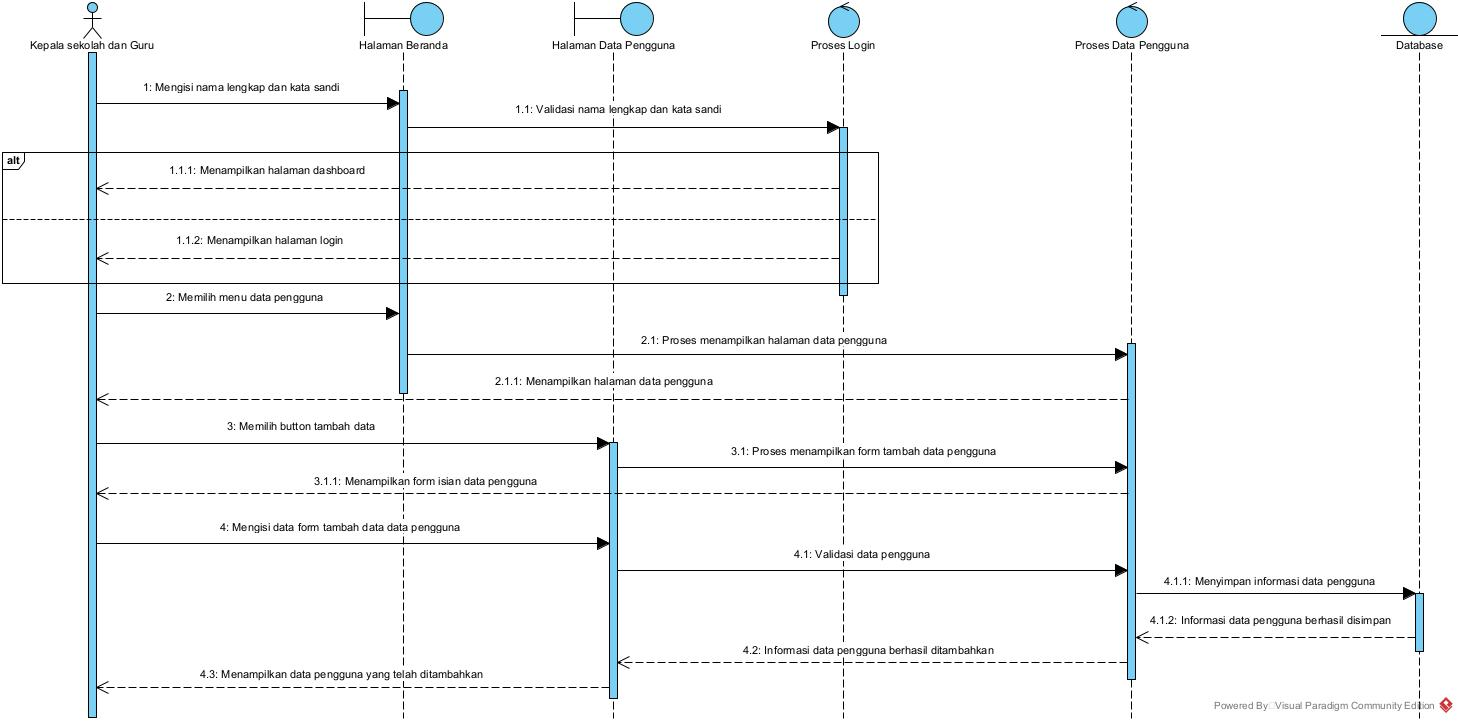 Kepala sekolah dan Guru
Halaman Beranda
Halaman Data Pengguna
Proses Login
Proses Data Pengguna
Database
1: Mengisi nama lengkap dan kata sandi
1.1: Validasi nama lengkap dan kata sandi
alt
1.1.1: Menampilkan halaman dashboard
1.1.2: Menampilkan halaman login
2: Memilih menu data pengguna
2.1: Proses menampilkan halaman data pengguna
2.1.1: Menampilkan halaman data pengguna
3: Memilih button tambah data
3.1: Proses menampilkan form tambah data pengguna
3.1.1: Menampilkan form isian data pengguna
4: Mengisi data form tambah data data pengguna
4.1: Validasi data pengguna
4.1.1: Menyimpan informasi data pengguna
4.1.2: Informasi data pengguna berhasil disimpan
4.2: Informasi data pengguna berhasil ditambahkan
4.3: Menampilkan data pengguna yang telah ditambahkan
Powered By Visual Paradigm Community Edition